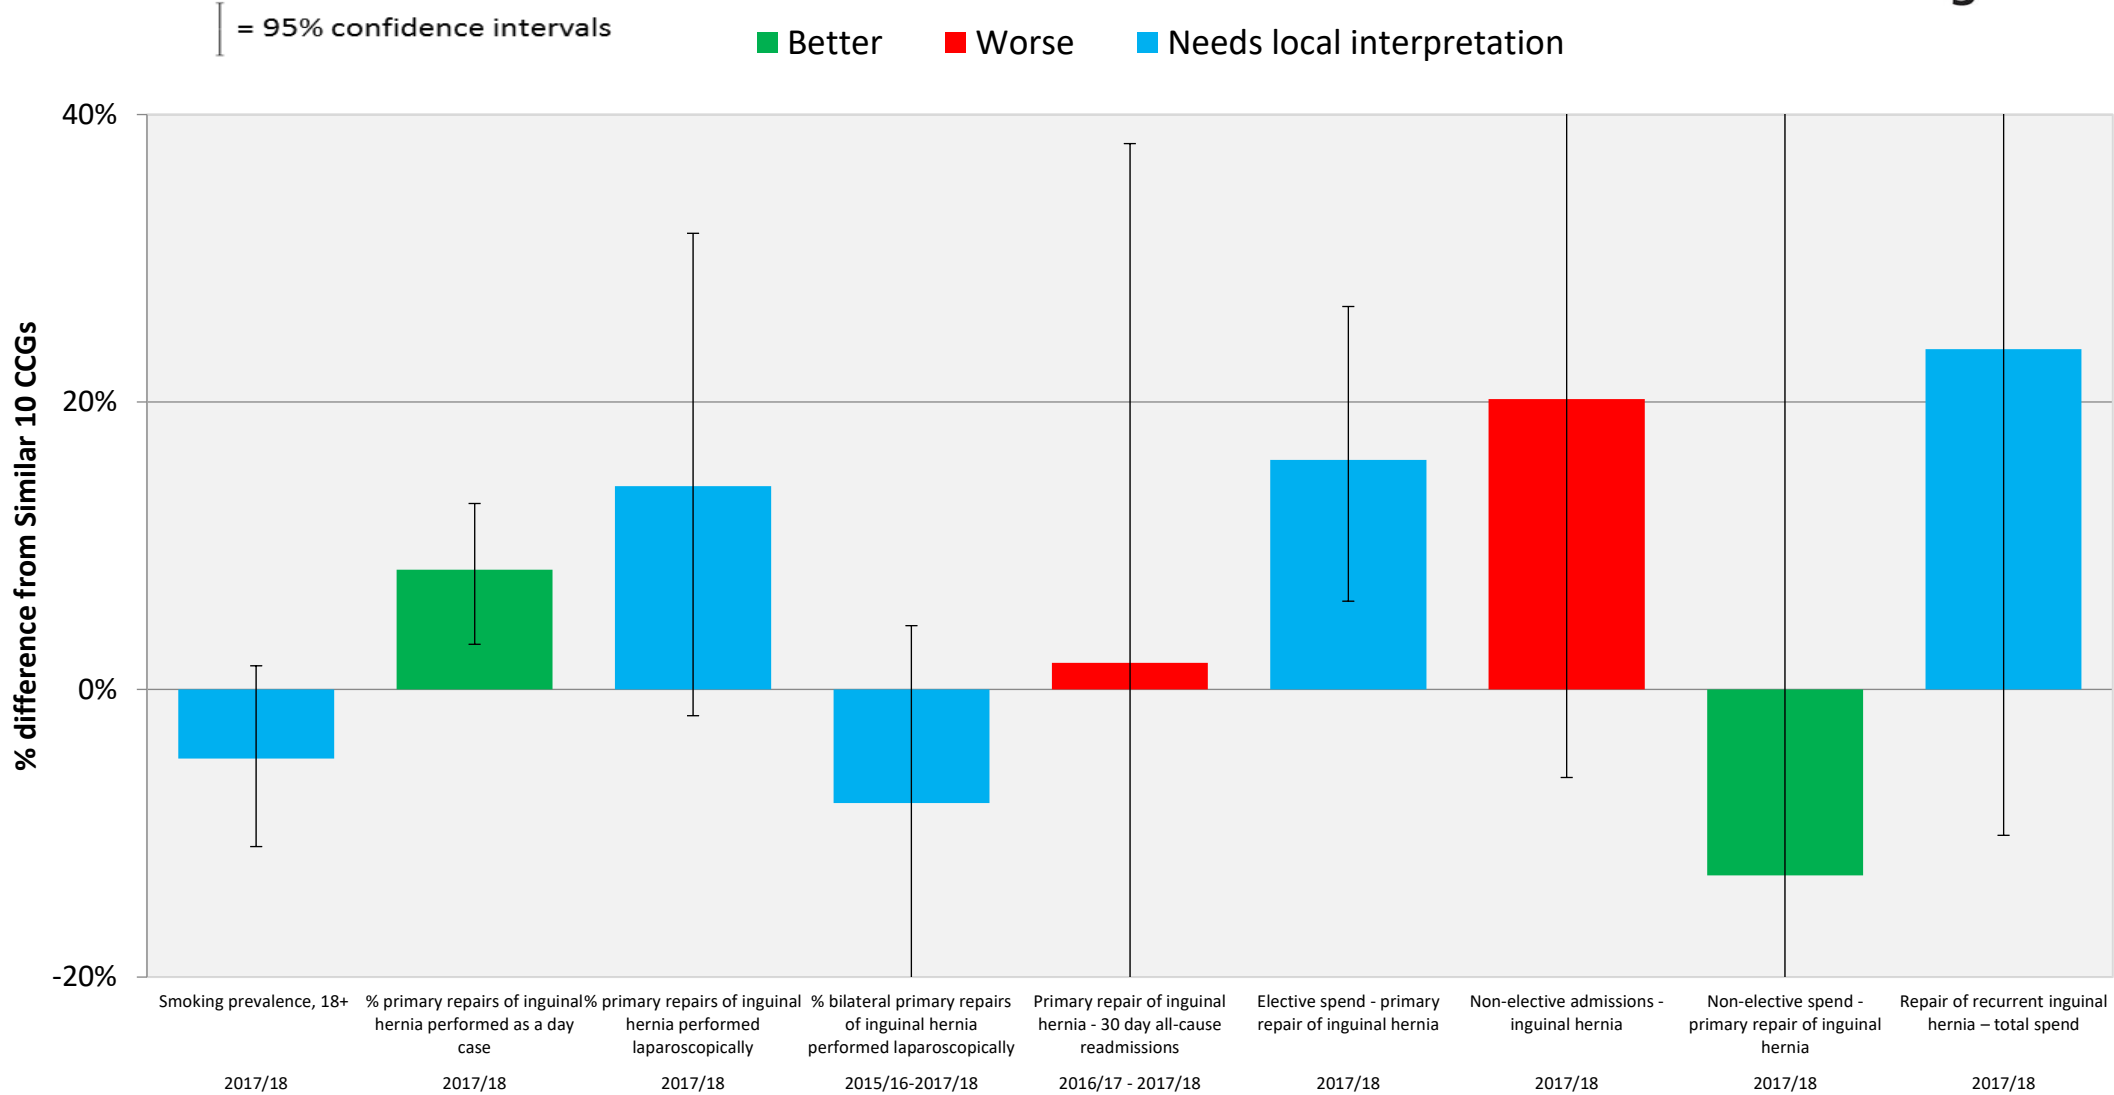 = 95% confidence intervals
Better
Worse
Needs local interpretation
% difference from Similar 10 CCGs
40%
20%
0%
-20%
Smoking prevalence, 18+
2017/18
% primary repairs of inguinal
hernia performed as a day
case
2017/18
% primary repairs of inguinal
hernia performed
laparoscopically
2017/18
% bilateral primary repairs
of inguinal hernia
performed laparoscopically
2015/16-2017/18
Primary repair of inguinal
hernia - 30 day all-cause
readmissions
2016/17 - 2017/18
Elective spend - primary
repair of inguinal hernia
2017/18
Non-elective admissions -
inguinal hernia
2017/18
Non-elective spend -
primary repair of inguinal
hernia
2017/18
Repair of recurrent inguinal
hernia – total spend
2017/18